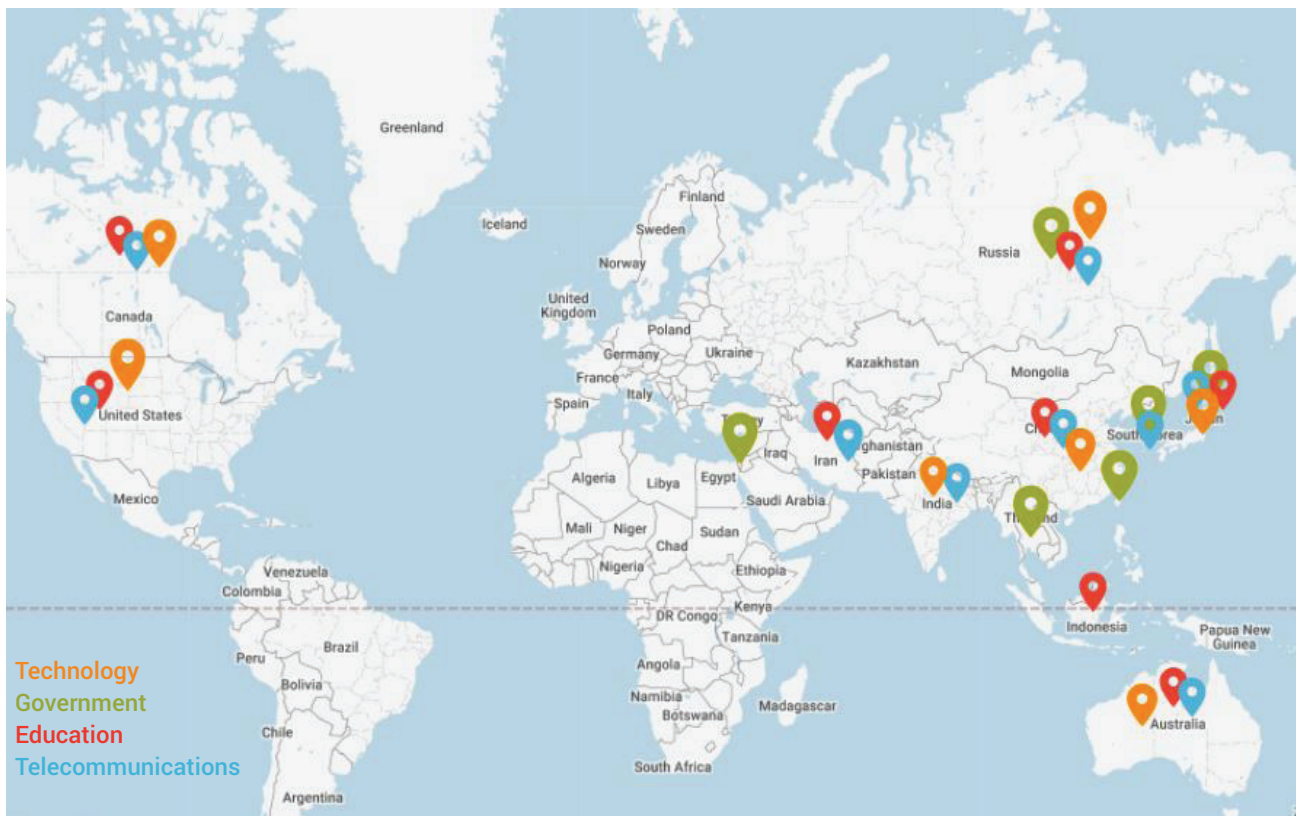 Greenland
Finland
Iceland
Sweden
Russia
Norway
United
Kingdom
Canada
Poland
Germany
Ukraine
Kazakhstan
Mongolia
France
Italy
Spain
United States
South Korea
Iraq
Iran
Afghanistan
Pakistan
Algeria
Libya
Egypt
Mexico
Saudi Arabia
India
Mali
Niger
Sudan
Chad
Nigeria
Ethiopia
Venezuela
Colombia
Kenya
DR Congo
Indonesia
Papua New
Guinea
Tanzania
Brazil
Peru
Angola
Bolivia
Namibia
Botswana
Madagascar
Australia
Chile
South Africa
Argentina
Technology
Government
Education
Telecommunications